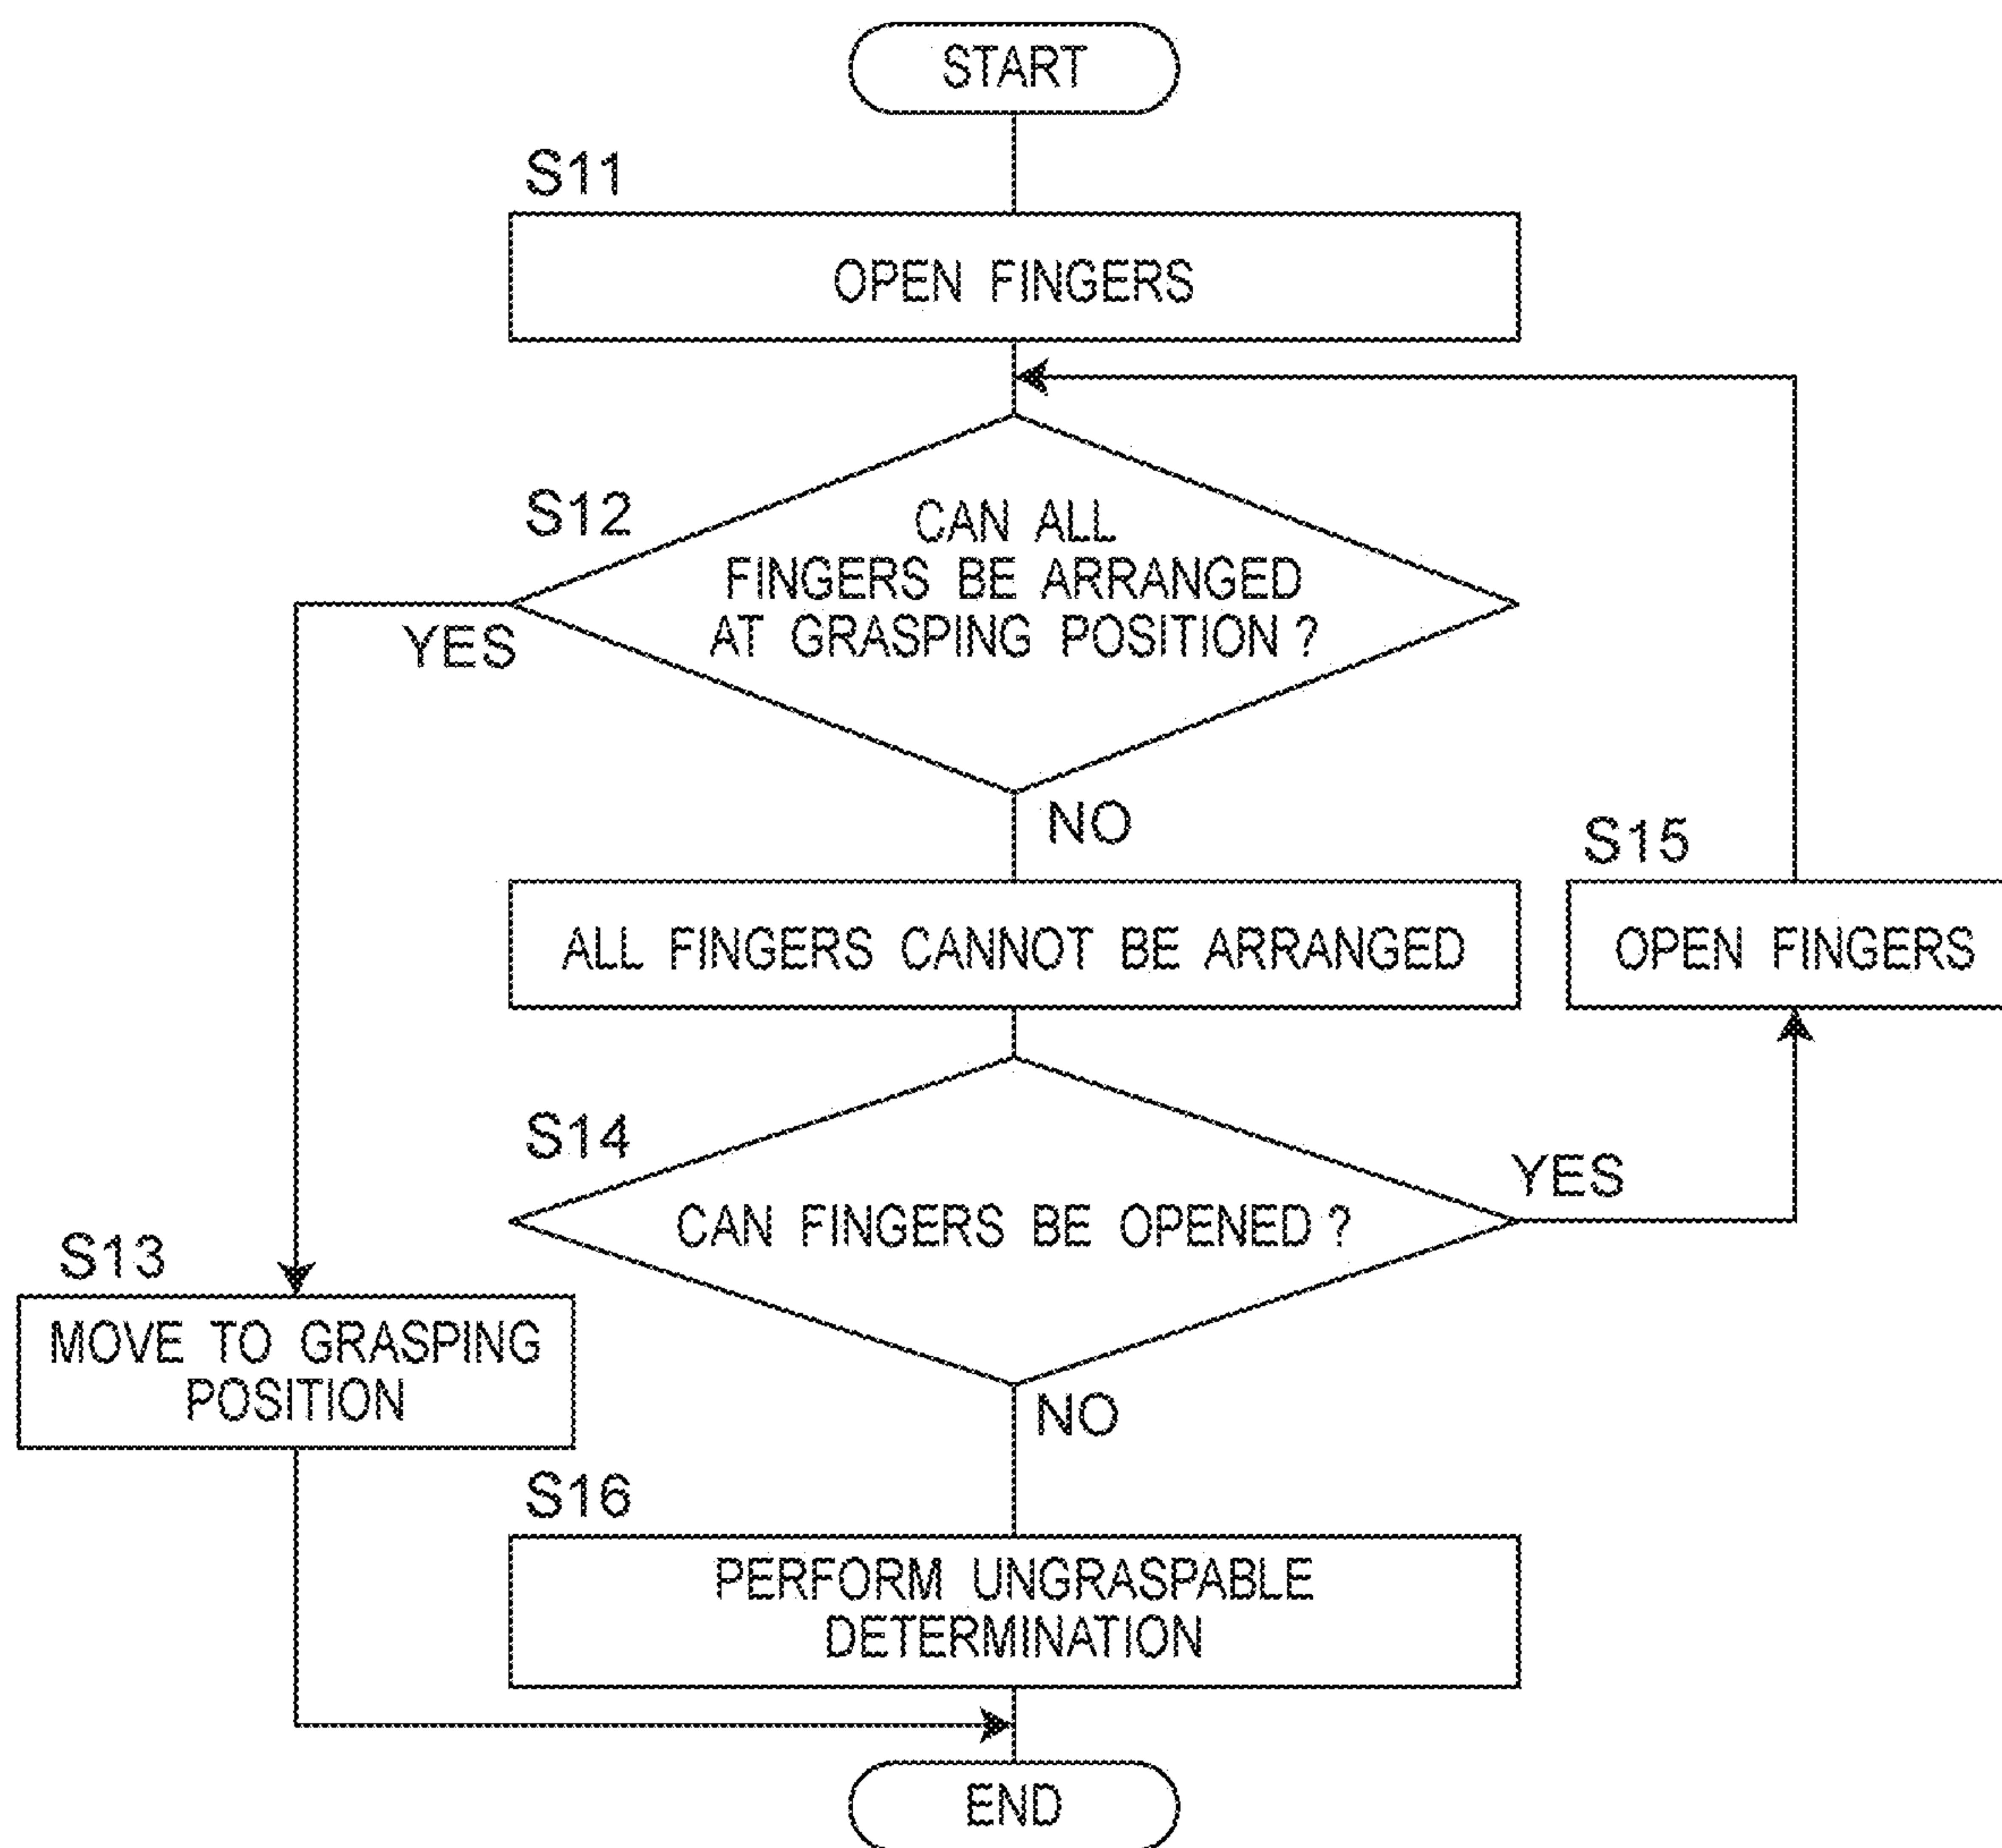 START
S11
OPEN FINGERS
S12
CAN ALL
FINGERS BE ARRANGED
AT GRASPING POSITION ?
YES
NO
S15
ALL FINGERS CANNOT BE ARRANGED
OPEN FINGERS
S14
YES
CAN FINGERS BE OPENED ?
S13
MOVE TO GRASPING
POSITION
NO
S16
PERFORM UNGRASPABLE
DETERMINATION
END